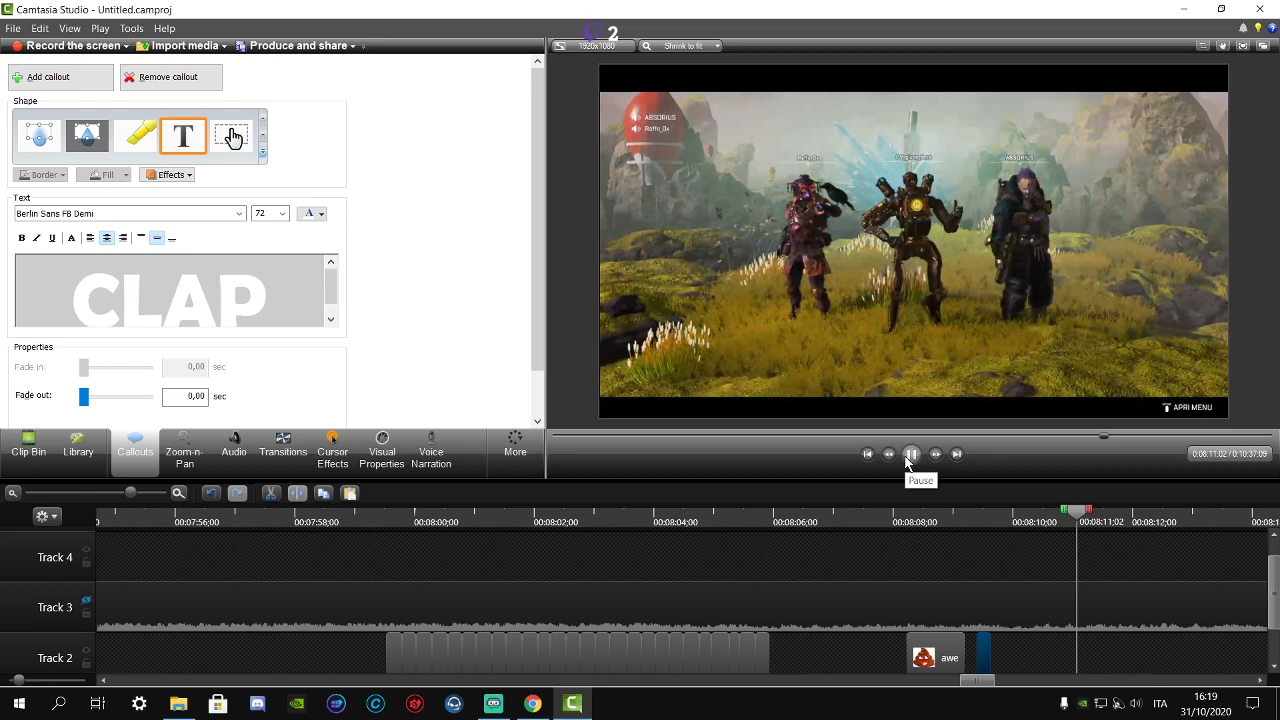 Camtasia Studio - Untitled.camproj
File Edit View Play Tools Help
Record the screen Import media Produce and share
2
1920x1080 Shrink to fit
Add callout Remove callout
Shape
T
Border Fill Effects
Text
Berlin Sans FB Demi 72 A
B I U A
CLAP
Properties
Fade in: 0,00 sec
Fade out: 0,00 sec
ABSORIUS
Raffo_0x
Raffo_0x ABSORIUS
APRI MENU
Clip Bin Library Callouts Zoom-n-Pan Audio Transitions Cursor Effects Visual Properties Voice Narration More
0:08:11;02 / 0:10:37;09
Pause
00:07:56;00 00:07:58;00 00:08:00;00 00:08:02;00 00:08:04;00 00:08:06;00 00:08:08;00 00:08:10;00 00:08:11;02 00:08:12;00 00:08:1
Track 4
Track 3
Track 2
awe
ITA
16:19
31/10/2020